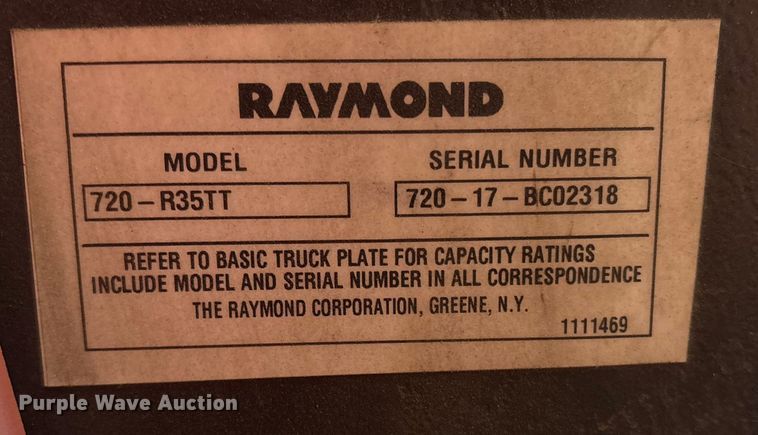 RAYMOND
MODEL SERIAL NUMBER
720-R35TT 720-17-BC02318
REFER TO BASIC TRUCK PLATE FOR CAPACITY RATINGS
INCLUDE MODEL AND SERIAL NUMBER IN ALL CORRESPONDENCE
THE RAYMOND CORPORATION, GREENE, N.Y.
1111469
Purple Wave Auction